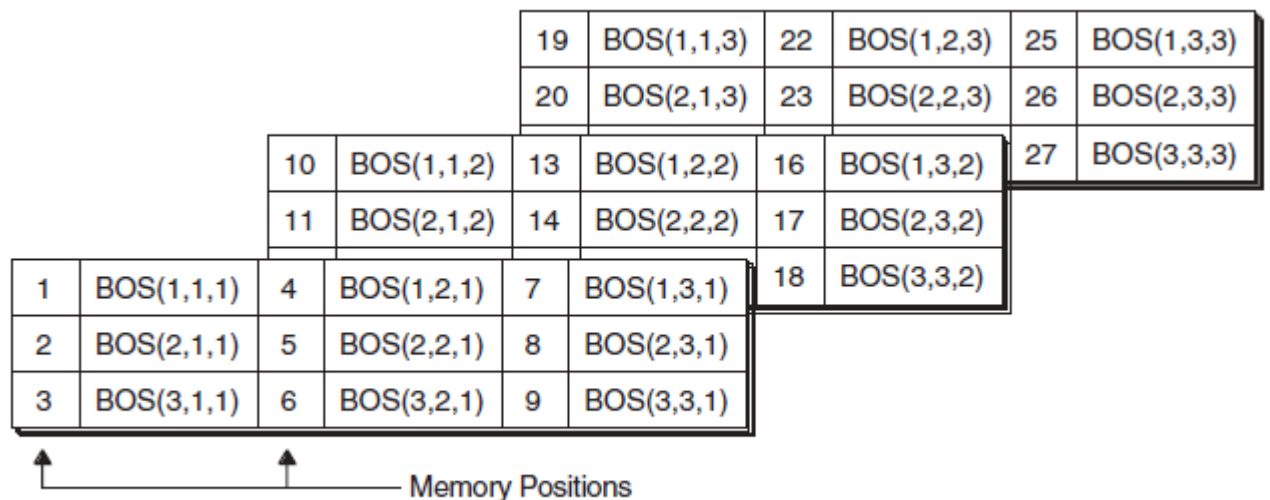 19 BOS(1,1,3) 22 BOS(1,2,3) 25 BOS(1,3,3)
20 BOS(2,1,3) 23 BOS(2,2,3) 26 BOS(2,3,3)
27 BOS(3,3,3)
10 BOS(1,1,2) 13 BOS(1,2,2) 16 BOS(1,3,2)
11 BOS(2,1,2) 14 BOS(2,2,2) 17 BOS(2,3,2)
18 BOS(3,3,2)
1 BOS(1,1,1) 4 BOS(1,2,1) 7 BOS(1,3,1)
2 BOS(2,1,1) 5 BOS(2,2,1) 8 BOS(2,3,1)
3 BOS(3,1,1) 6 BOS(3,2,1) 9 BOS(3,3,1)
Memory Positions